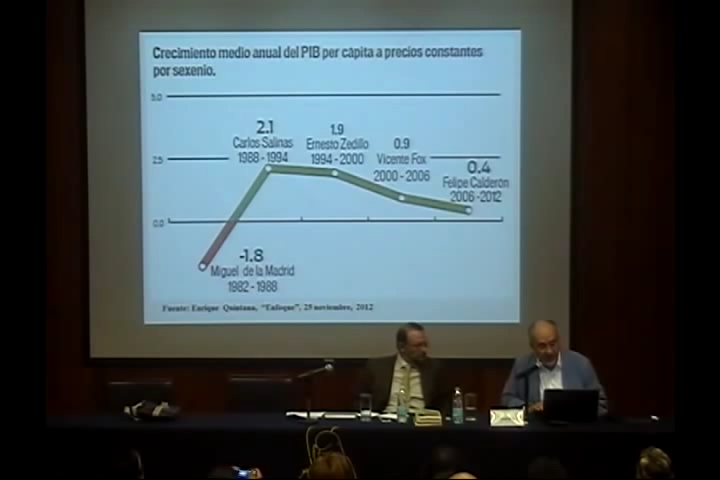 Crecimiento medio anual del PIB per cápita a precios constantes
por sexenio.
5.0
2.1
Carlos Salinas
1988 - 1994
1.9
Ernesto Zedillo
1994 - 2000
0.9
Vicente Fox
2000 - 2006
2.5
0.4
Felipe Calderón
2006 -2012
0.0
-1.8
Miguel de la Madrid
1982 - 1988
Fuente: Enrique Quintana, "Enfoque", 25 noviembre, 2012